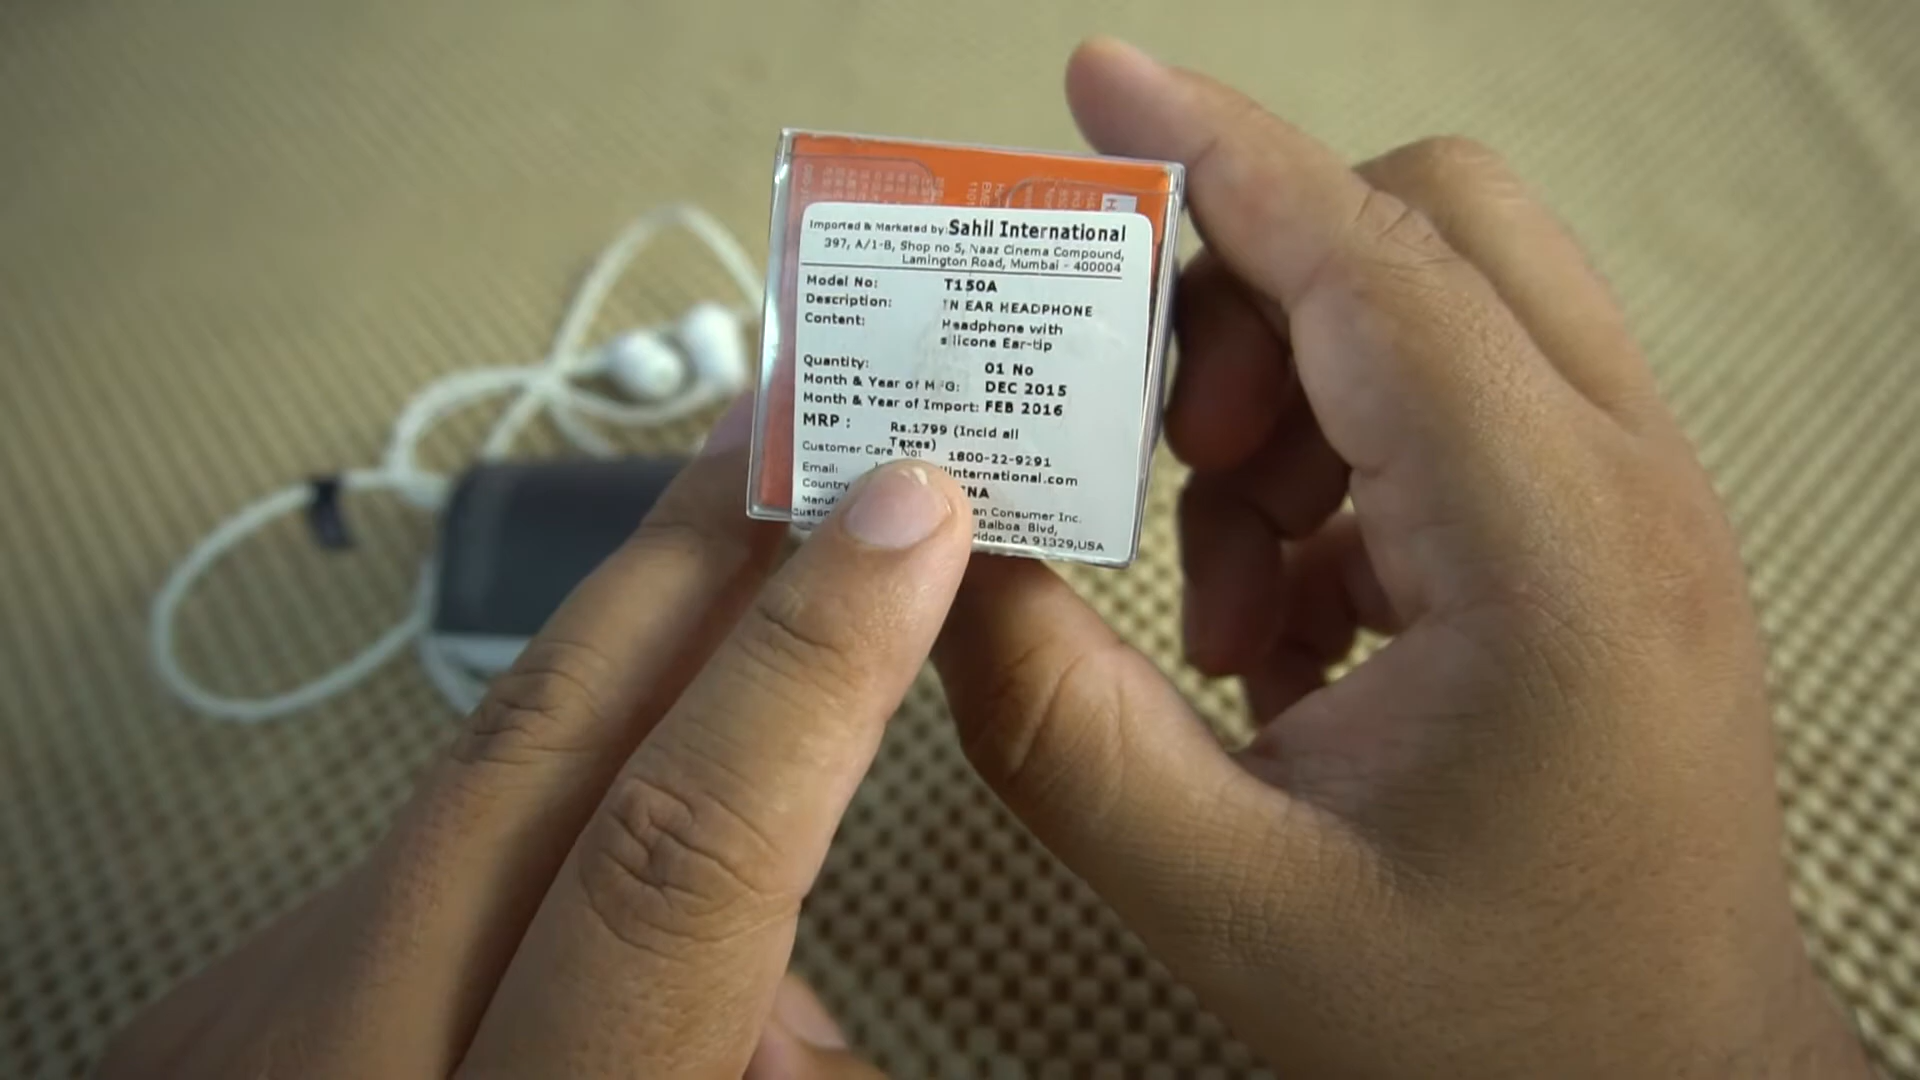 Imported & Marketed by: Sahil International
397, A/1-B, Shop no 5, Naaz Cinema Compound,
Lamington Road, Mumbai - 400004
Model No: T150A
Description: IN EAR HEADPHONE
Content: Headphone with
silicone Ear-tip
Quantity: 01 No
Month & Year of MFG: DEC 2015
Month & Year of Import: FEB 2016
MRP : Rs.1799 (Incld all
Taxes)
Customer Care No: 1800-22-9291
Email: international.com
Country
Consumer Inc.
Balboa Blvd,
CA 91329,USA